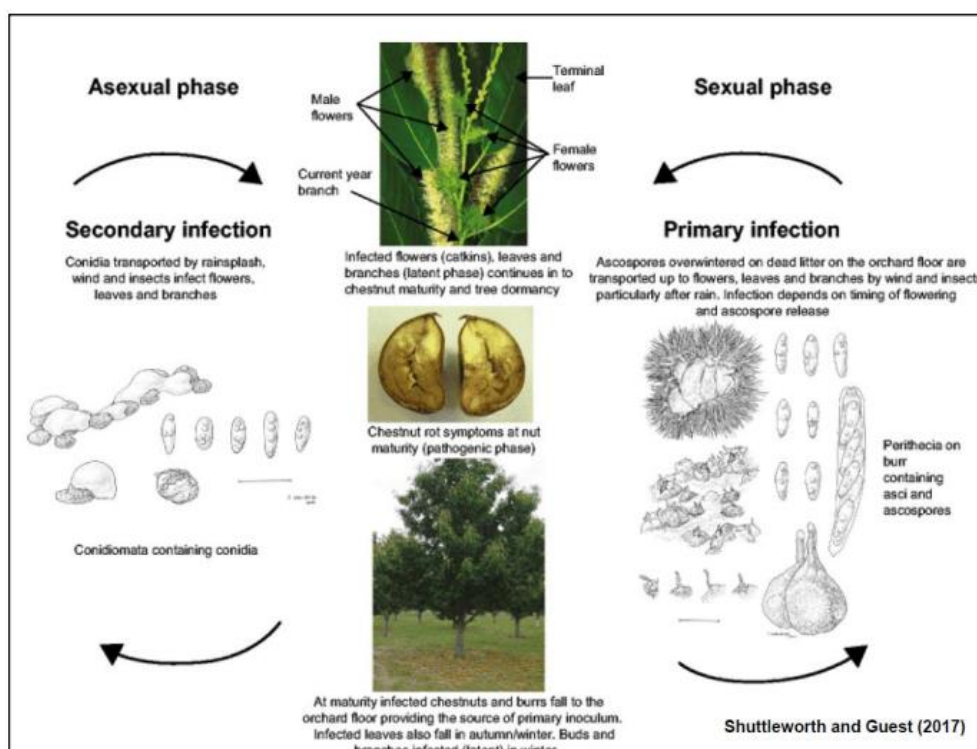 Asexual phase
Sexual phase
Male
flowers
Terminal
leaf
Female
flowers
Current year
branch
Secondary infection
Conidia transported by rainsplash,
wind and insects infect flowers,
leaves and branches
Infected flowers (catkins), leaves and
branches (latent phase) continues in to
chestnut maturity and tree dormancy
Primary infection
Ascospores overwintered on dead litter on the orchard floor are
transported up to flowers, leaves and branches by wind and insects
particularly after rain. Infection depends on timing of flowering
and ascospore release
Chestnut rot symptoms at nut
maturity (pathogenic phase)
Perithecia on
burr
containing
asci and
ascospores
Conidiomata containing conidia
At maturity infected chestnuts and burrs fall to the
orchard floor providing the source of primary inoculum.
Infected leaves also fall in autumn/winter. Buds and
branches infected (latent) in winter
Shuttleworth and Guest (2017)